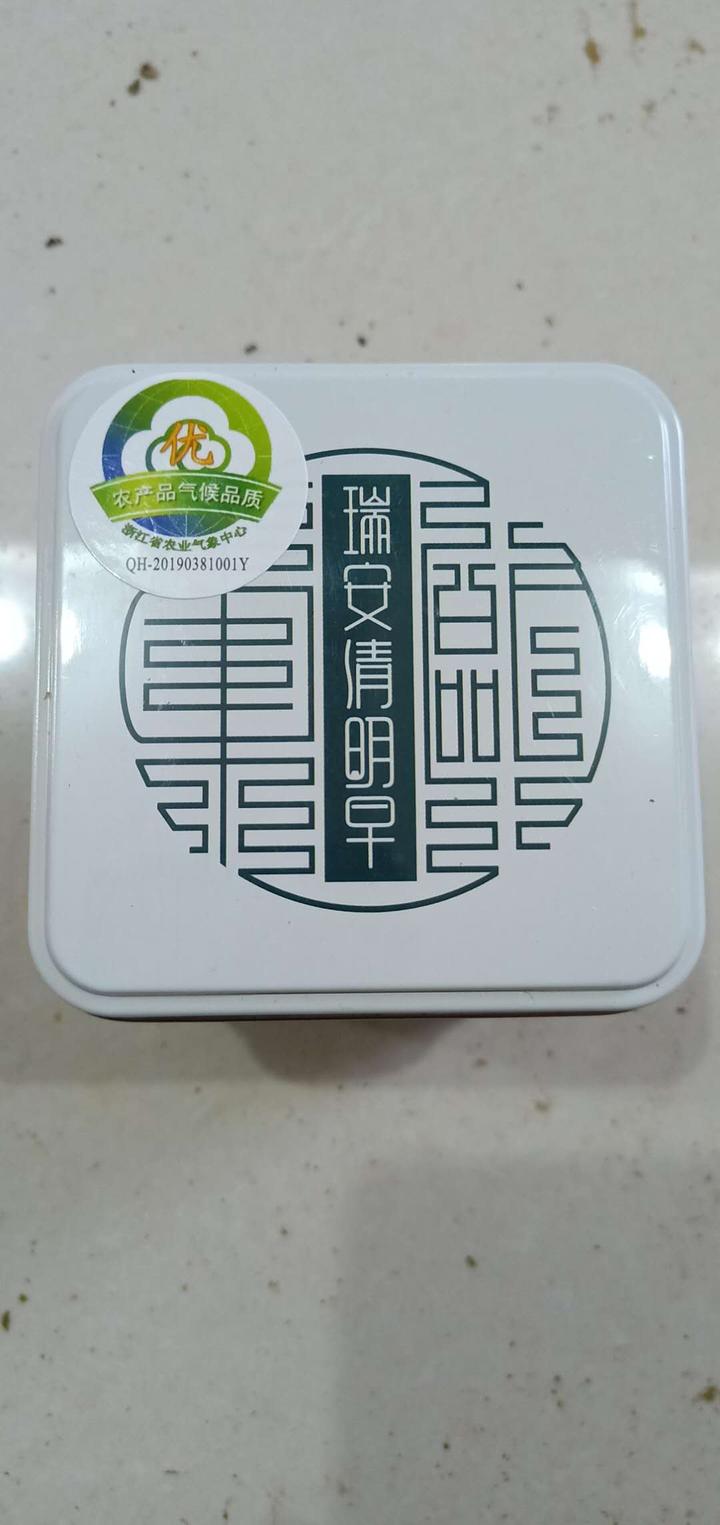 优
农产品气候品质
浙江省农业气象中心
QH-20190381001Y
瑞安清明早